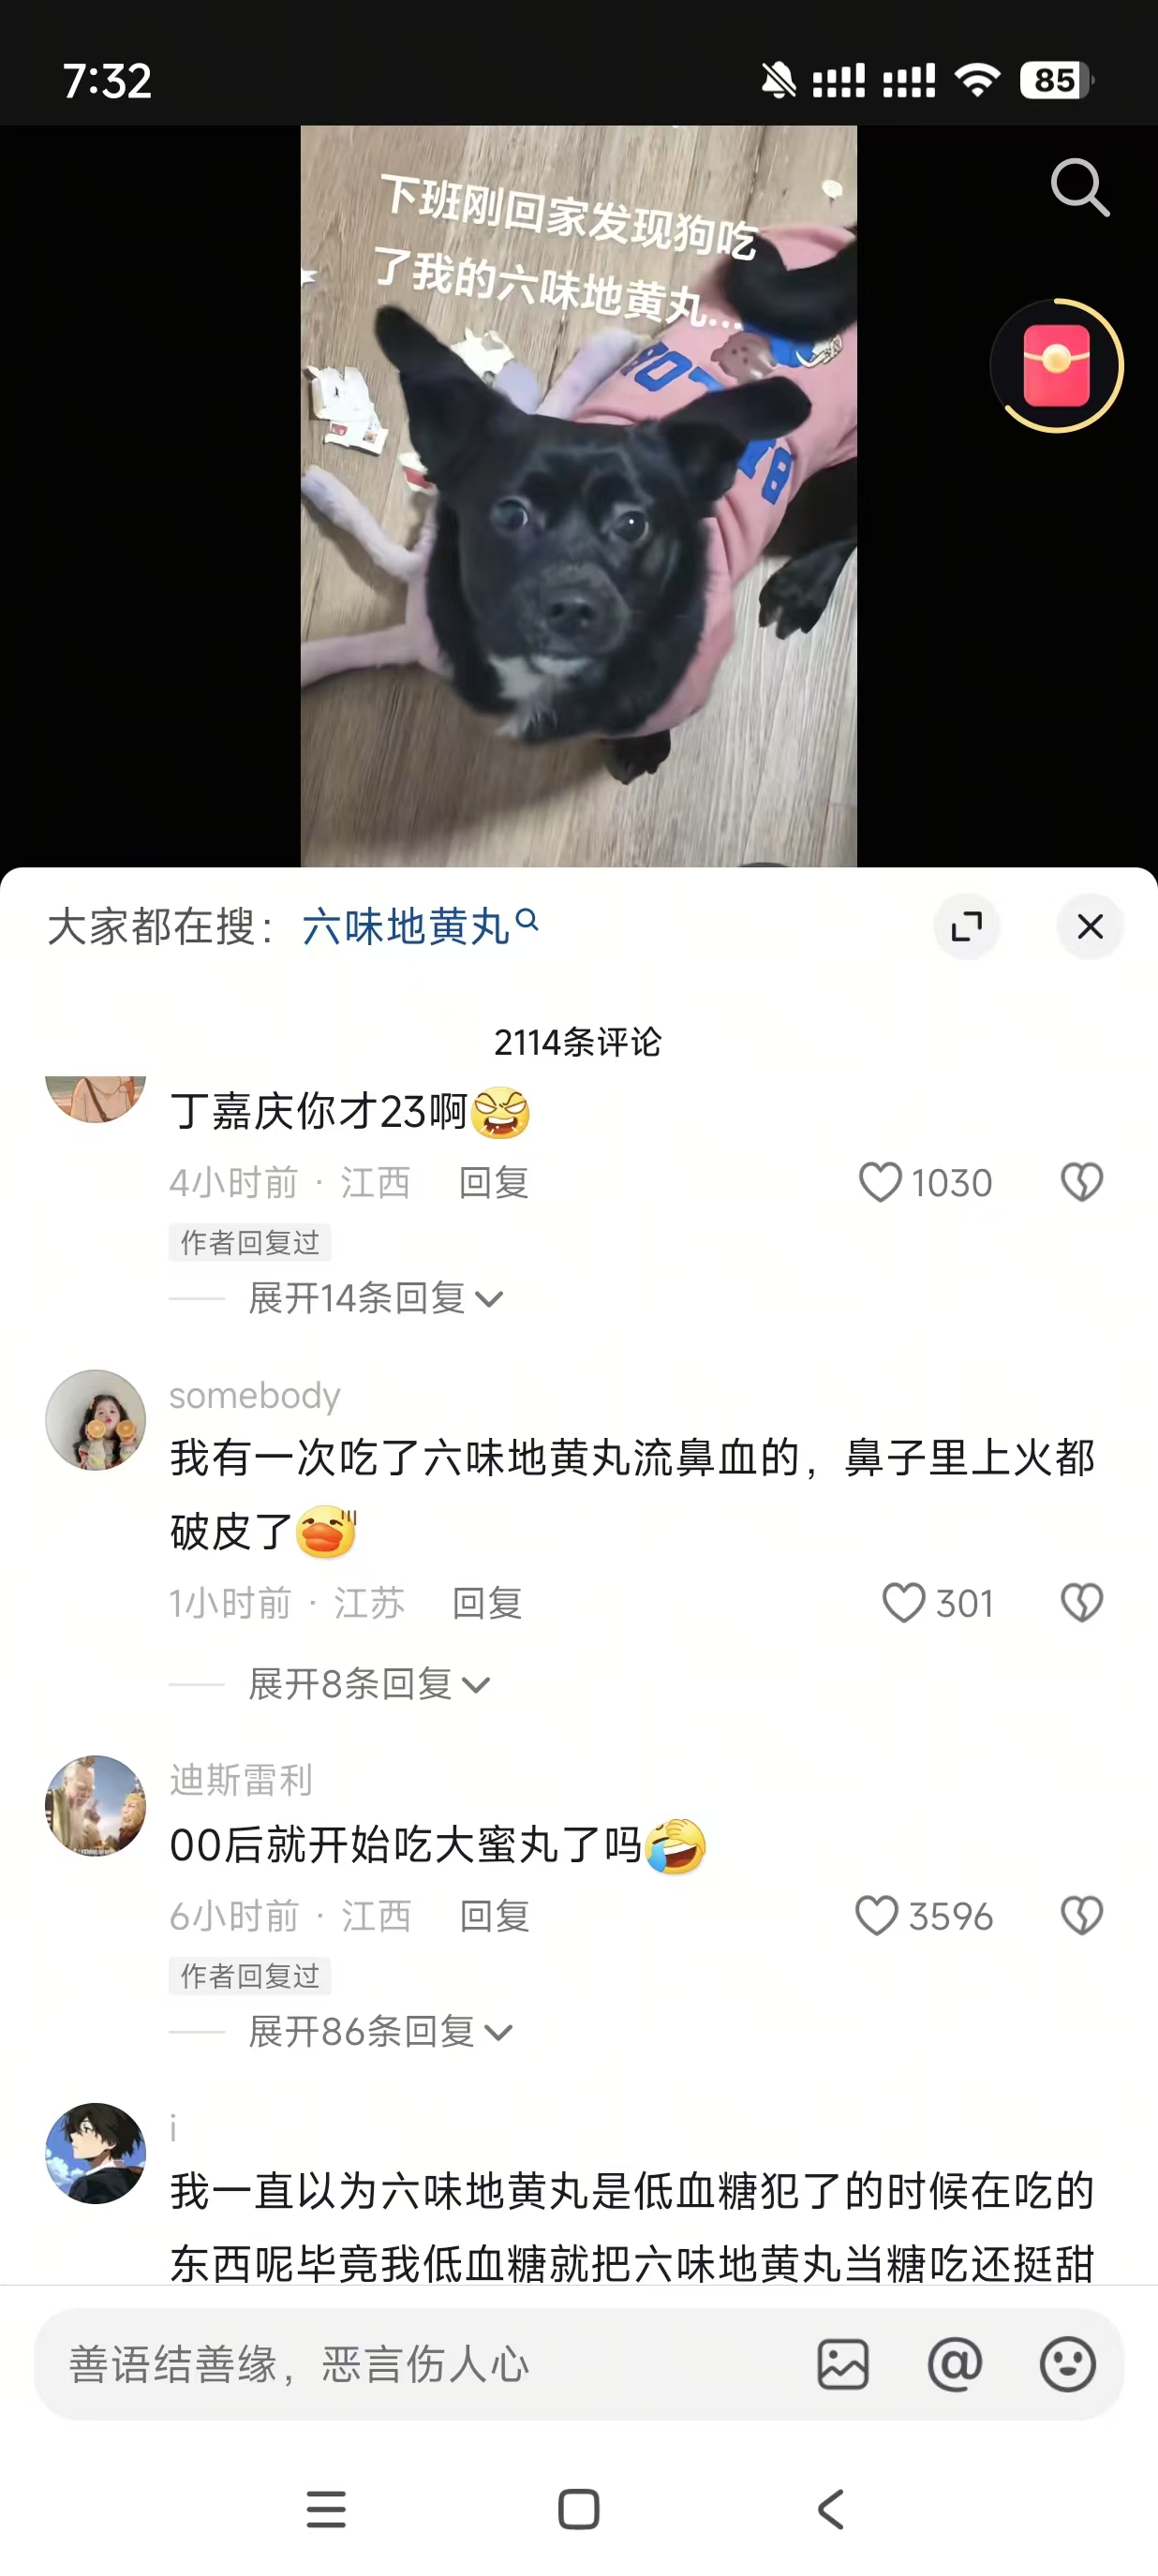 7:32
85
下班刚回家发现狗吃
了我的六味地黄丸...
大家都在搜：六味地黄丸
2114条评论
丁嘉庆你才23啊
4小时前 · 江西 回复 1030
作者回复过
展开14条回复
somebody
我有一次吃了六味地黄丸流鼻血的，鼻子里上火都
破皮了
1小时前 · 江苏 回复 301
展开8条回复
迪斯雷利
00后就开始吃大蜜丸了吗
6小时前 · 江西 回复 3596
作者回复过
展开86条回复
i
我一直以为六味地黄丸是低血糖犯了的时候在吃的
东西呢毕竟我低血糖就把六味地黄丸当糖吃还挺甜
善语结善缘，恶言伤人心